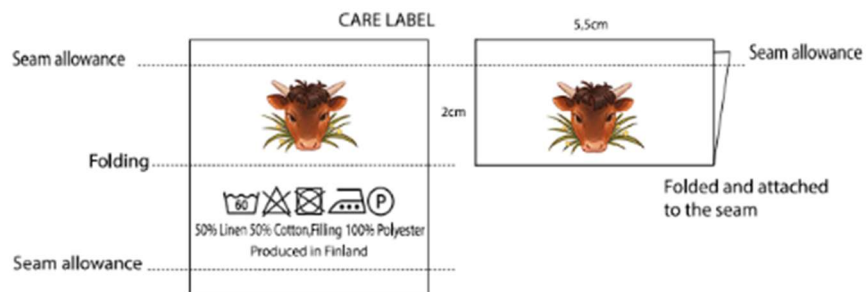 CARE LABEL
5,5cm
Seam allowance
Seam allowance
2cm
Folding
Folded and attached
to the seam
60
P
50% Linen 50% Cotton,Filling 100% Polyester
Produced in Finland
Seam allowance